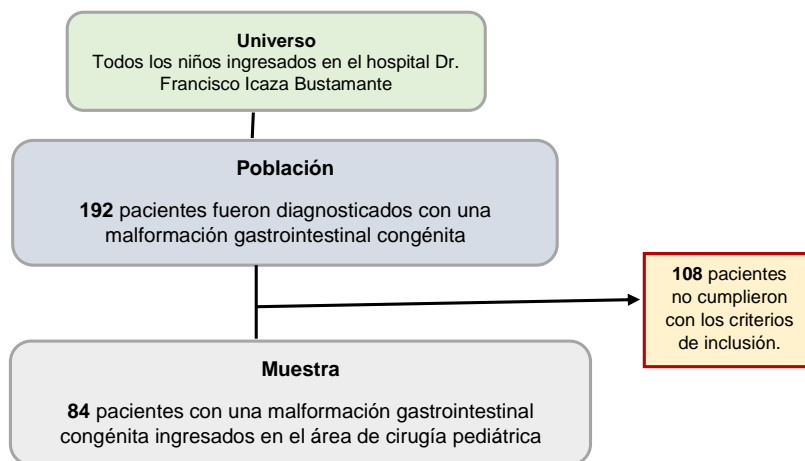 Universo
Todos los niños ingresados en el hospital Dr.
Francisco Icaza Bustamante
Población
192 pacientes fueron diagnosticados con una
malformación gastrointestinal congénita
108 pacientes
no cumplieron
con los criterios
de inclusión.
Muestra
84 pacientes con una malformación gastrointestinal
congénita ingresados en el área de cirugía pediátrica